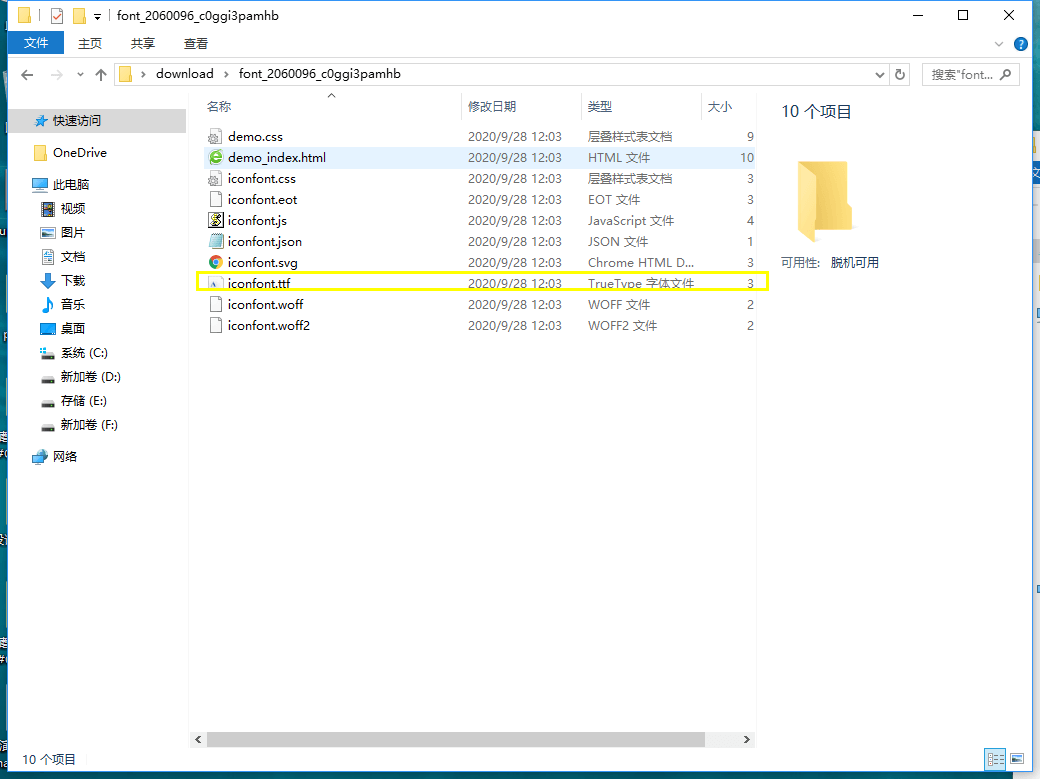 font_2060096_c0ggi3pamhb
文件 主页 共享 查看
download font_2060096_c0ggi3pamhb 搜索"font...
名称 修改日期 类型 大小
demo.css 2020/9/28 12:03 层叠样式表文档 9
demo_index.html 2020/9/28 12:03 HTML 文件 10
iconfont.css 2020/9/28 12:03 层叠样式表文档 3
iconfont.eot 2020/9/28 12:03 EOT 文件 3
iconfont.js 2020/9/28 12:03 JavaScript 文件 4
iconfont.json 2020/9/28 12:03 JSON 文件 1
iconfont.svg 2020/9/28 12:03 Chrome HTML D... 3
iconfont.ttf 2020/9/28 12:03 TrueType 字体文件 3
iconfont.woff 2020/9/28 12:03 WOFF 文件 2
iconfont.woff2 2020/9/28 12:03 WOFF2 文件 2
快速访问
OneDrive
此电脑
视频
图片
文档
下载
音乐
桌面
系统 (C:)
新加卷 (D:)
存储 (E:)
新加卷 (F:)
网络
10 个项目
可用性: 脱机可用
10 个项目